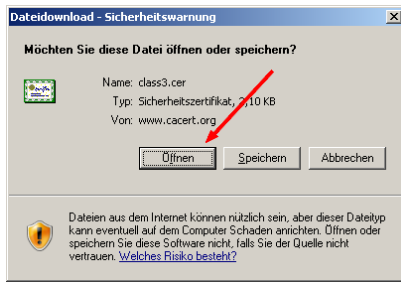 Dateidownload - Sicherheitswarnung
Möchten Sie diese Datei öffnen oder speichern?
Name: class3.cer
Typ: Sicherheitszertifikat, 2,10 KB
Von: www.cacert.org
Öffnen Speichern Abbrechen
Dateien aus dem Internet können nützlich sein, aber dieser Dateityp
kann eventuell auf dem Computer Schaden anrichten. Öffnen oder
speichern Sie diese Software nicht, falls Sie der Quelle nicht
vertrauen. Welches Risiko besteht?